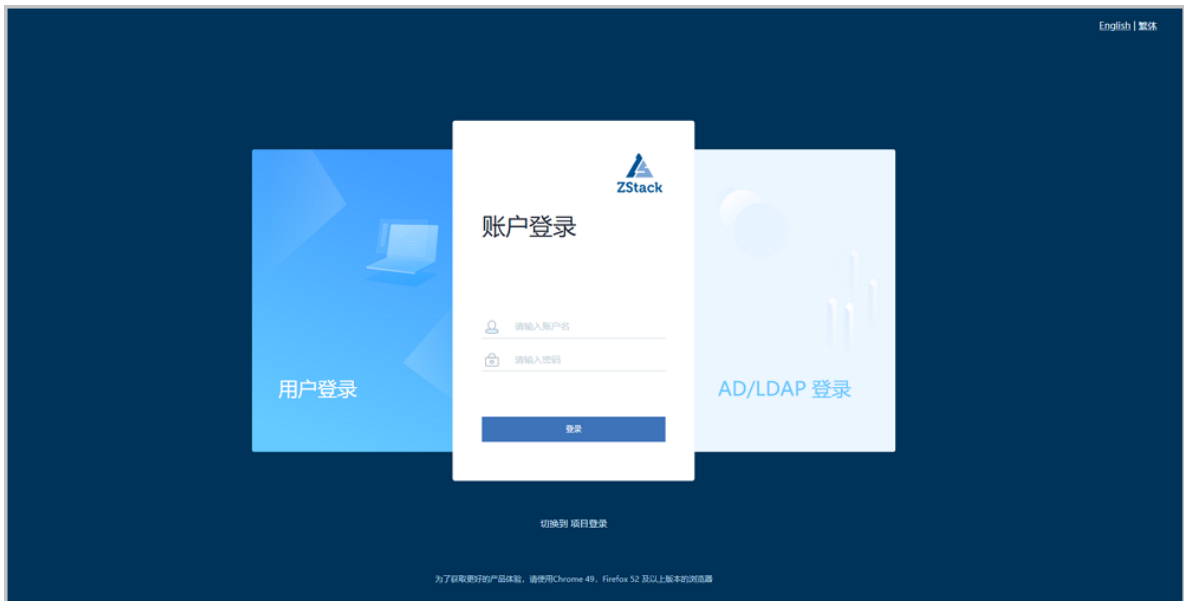 English | 繁体
ZStack
账户登录
请输入账户名
请输入密码
用户登录
AD/LDAP 登录
登录
切换到 项目登录
为了获取更好的产品体验，请使用Chrome 49，Firefox 52 及以上版本的浏览器